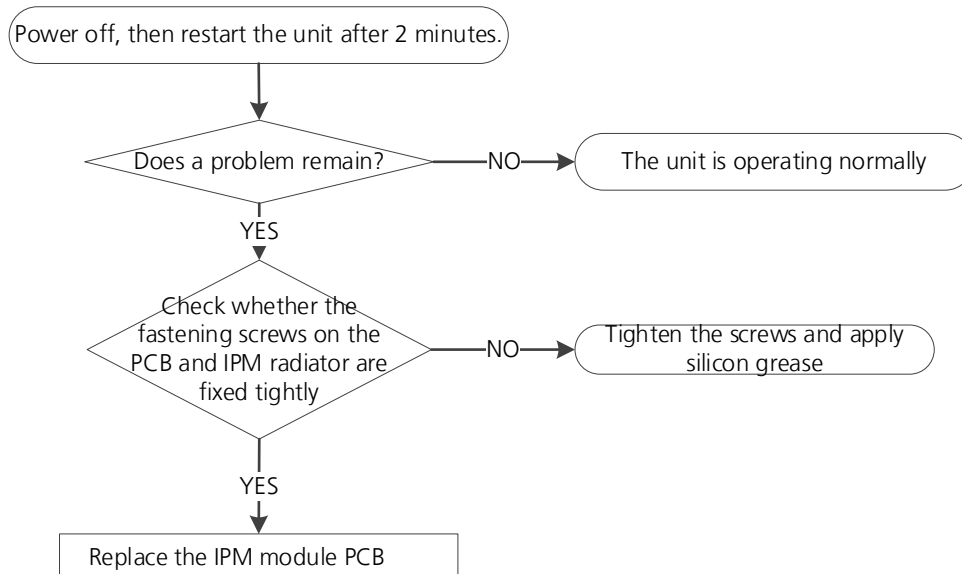 Power off, then restart the unit after 2 minutes.
Does a problem remain?
NO
The unit is operating normally
YES
Check whether the
fastening screws on the
PCB and IPM radiator are
fixed tightly
NO
Tighten the screws and apply
silicon grease
YES
Replace the IPM module PCB